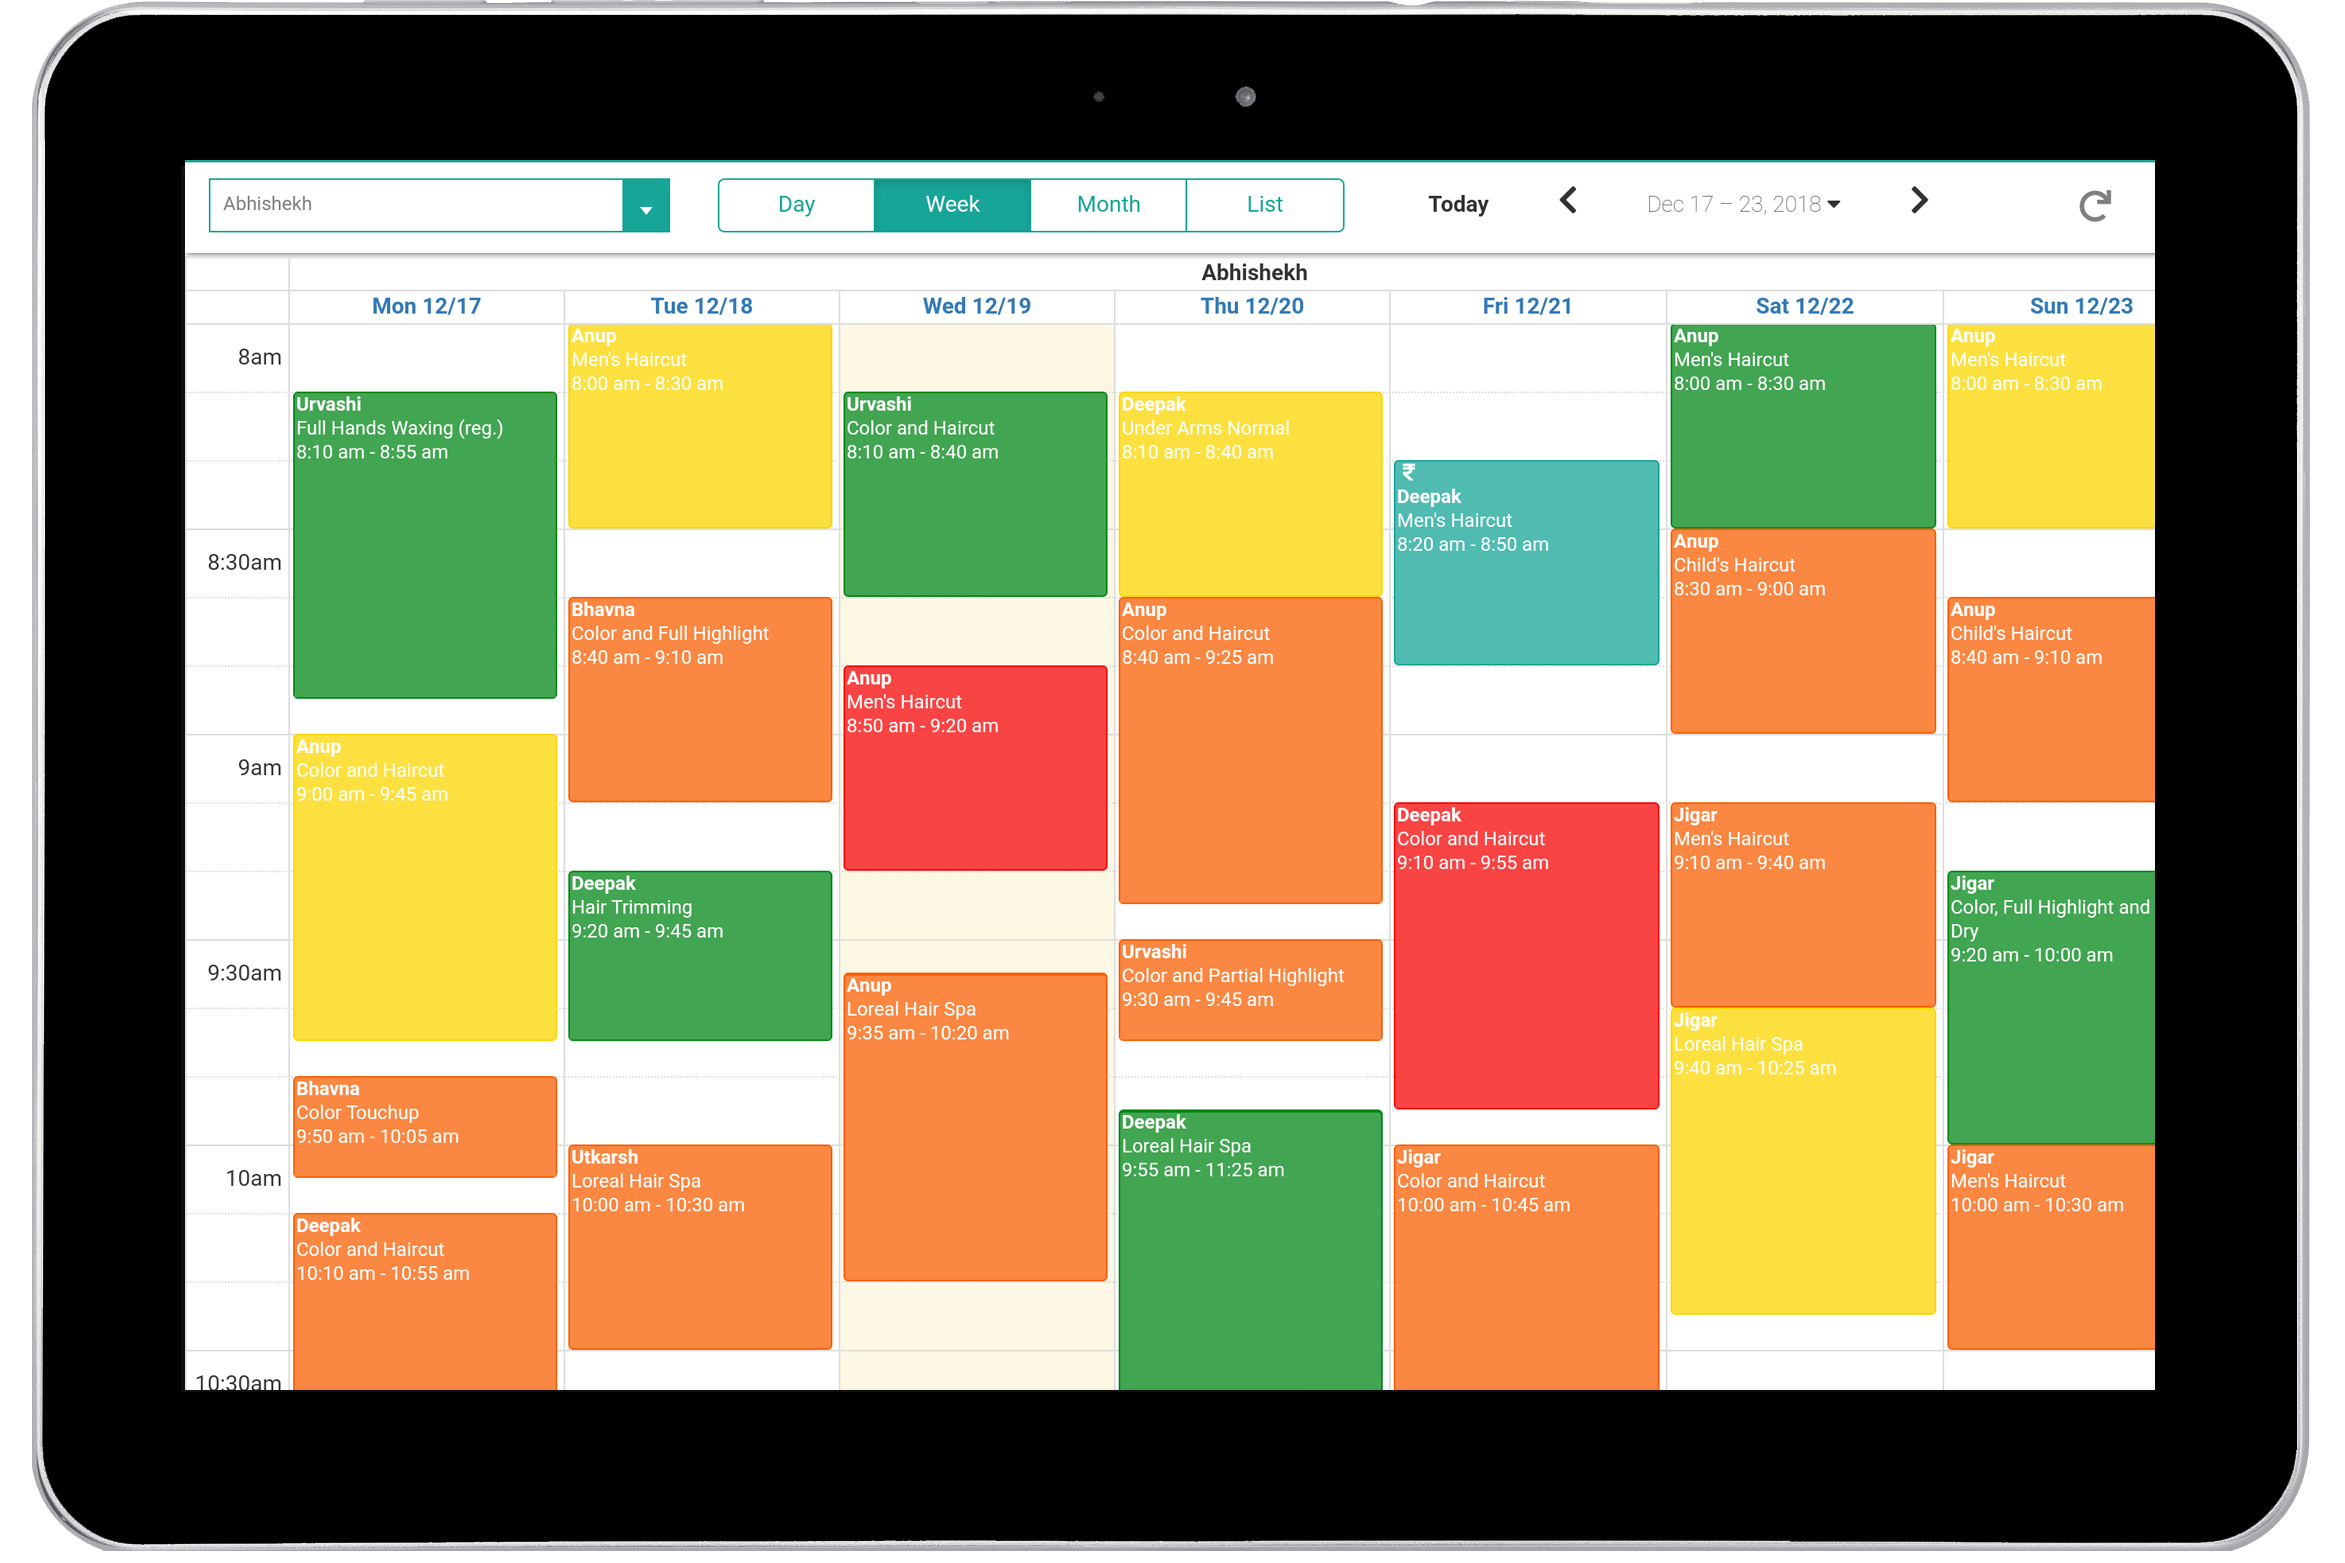 Abhishekh
Day
Week
Month
List
Today
Dec 17 – 23, 2018
Abhishekh
Mon 12/17
Tue 12/18
Wed 12/19
Thu 12/20
Fri 12/21
Sat 12/22
Sun 12/23
8am
8:30am
9am
9:30am
10am
10:30am
Urvashi
Full Hands Waxing (reg.)
8:10 am - 8:55 am
Anup
Color and Haircut
9:00 am - 9:45 am
Bhavna
Color Touchup
9:50 am - 10:05 am
Deepak
Color and Haircut
10:10 am - 10:55 am
Anup
Men's Haircut
8:00 am - 8:30 am
Bhavna
Color and Full Highlight
8:40 am - 9:10 am
Deepak
Hair Trimming
9:20 am - 9:45 am
Utkarsh
Loreal Hair Spa
10:00 am - 10:30 am
Urvashi
Color and Haircut
8:10 am - 8:40 am
Anup
Men's Haircut
8:50 am - 9:20 am
Anup
Loreal Hair Spa
9:35 am - 10:20 am
Deepak
Under Arms Normal
8:10 am - 8:40 am
Anup
Color and Haircut
8:40 am - 9:25 am
Urvashi
Color and Partial Highlight
9:30 am - 9:45 am
Deepak
Loreal Hair Spa
9:55 am - 11:25 am
₹
Deepak
Men's Haircut
8:20 am - 8:50 am
Deepak
Color and Haircut
9:10 am - 9:55 am
Jigar
Color and Haircut
10:00 am - 10:45 am
Anup
Men's Haircut
8:00 am - 8:30 am
Anup
Child's Haircut
8:30 am - 9:00 am
Jigar
Men's Haircut
9:10 am - 9:40 am
Jigar
Loreal Hair Spa
9:40 am - 10:25 am
Anup
Men's Haircut
8:00 am - 8:30 am
Anup
Child's Haircut
8:40 am - 9:10 am
Jigar
Color, Full Highlight and
Dry
9:20 am - 10:00 am
Jigar
Men's Haircut
10:00 am - 10:30 am